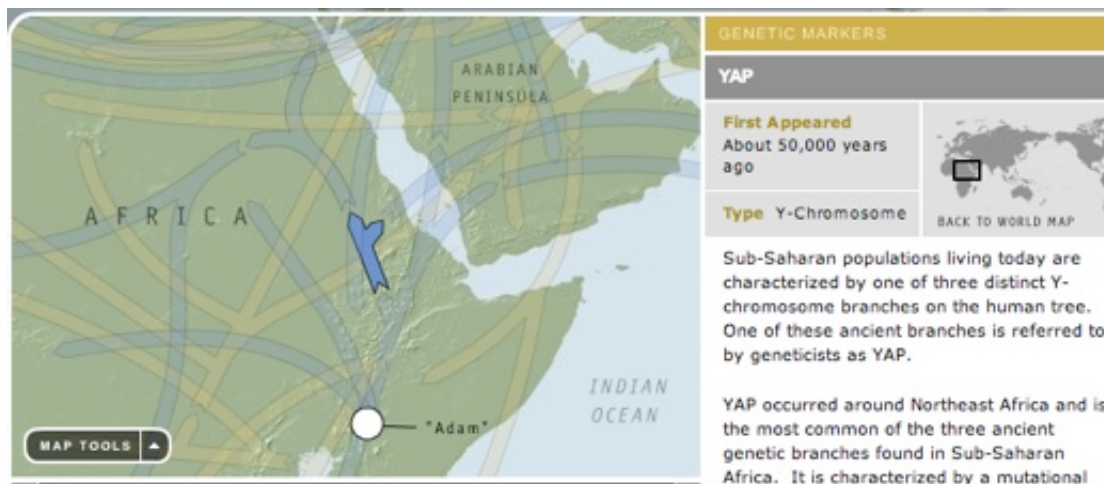 ARABIAN
PENINSULA
AFRICA
INDIAN
OCEAN
"Adam"
MAP TOOLS
GENETIC MARKERS
YAP
First Appeared
About 50,000 years
ago
Type Y-Chromosome
BACK TO WORLD MAP
Sub-Saharan populations living today are
characterized by one of three distinct Y-
chromosome branches on the human tree.
One of these ancient branches is referred to
by geneticists as YAP.
YAP occurred around Northeast Africa and is
the most common of the three ancient
genetic branches found in Sub-Saharan
Africa. It is characterized by a mutational